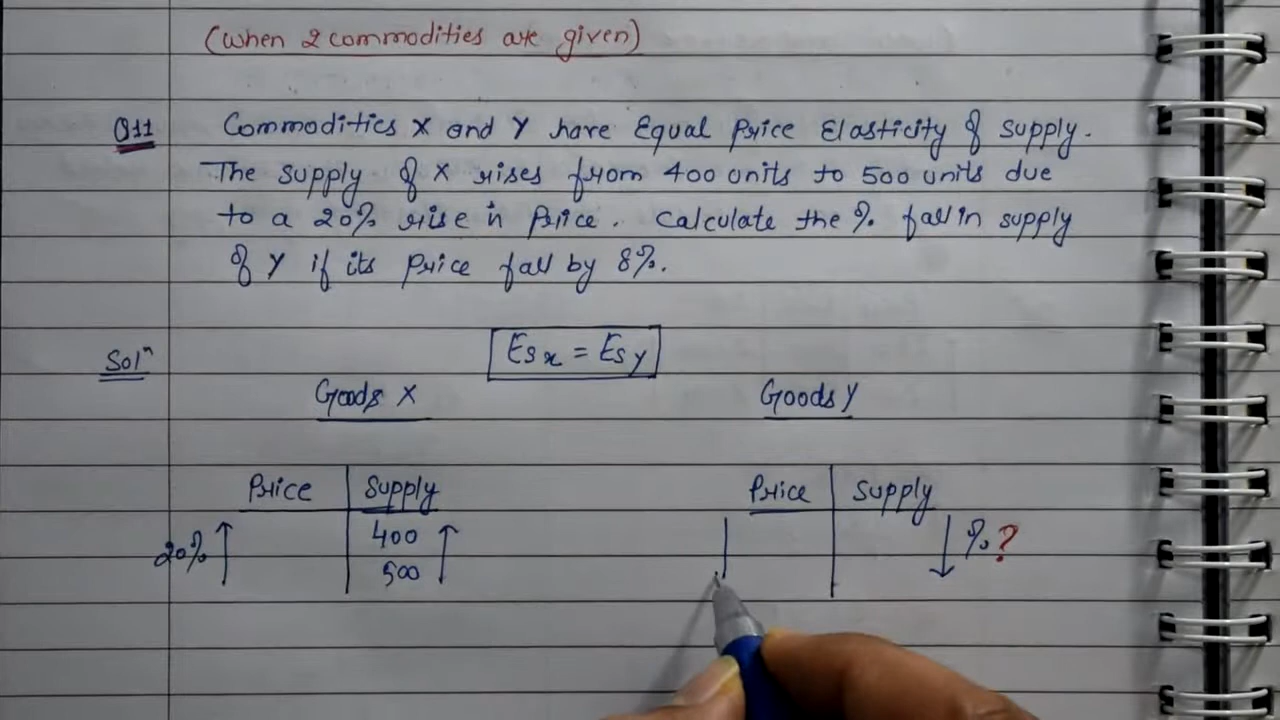 (When 2 commodities are given)
Q11 Commodities X and Y have Equal Price Elasticity of Supply.
The Supply of X rises from 400 units to 500 units due
to a 20% rise in Price. Calculate the % fall in supply
of Y if its Price fall by 8%.
Solⁿ
Esx = Esy
Goods X Goods Y
Price Supply Price Supply
20% 400 %?
500